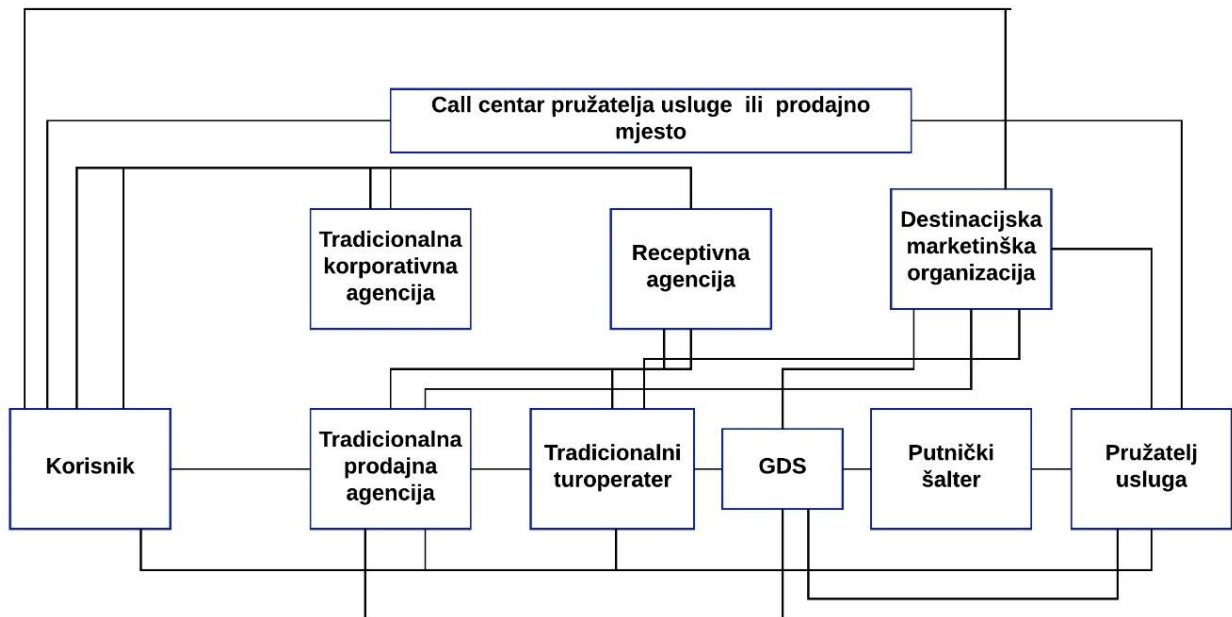 Call centar pružatelja usluge ili prodajno
mjesto
Tradicionalna
korporativna
agencija
Receptivna
agencija
Destinacijska
marketinška
organizacija
Korisnik
Tradicionalna
prodajna
agencija
Tradicionalni
turoperater
GDS
Putnički
šalter
Pružatelj
usluga